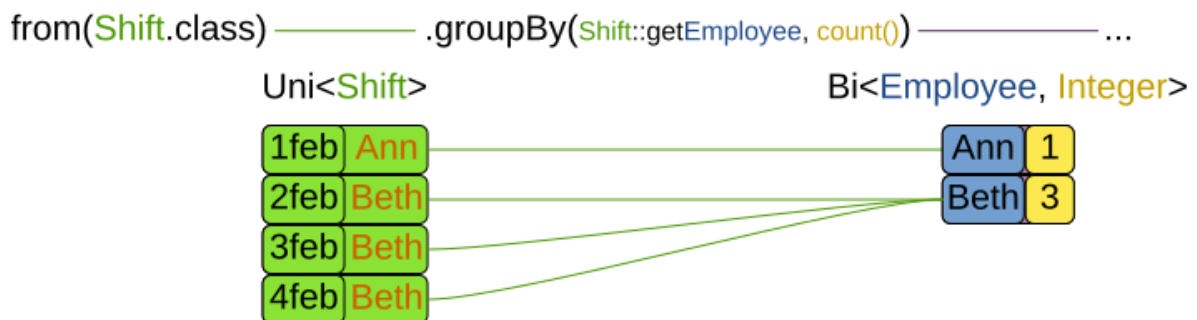 from(Shift.class) .groupBy(Shift::getEmployee, count()) ...
Uni<Shift> Bi<Employee, Integer>
1feb Ann Ann 1
2feb Beth Beth 3
3feb Beth
4feb Beth